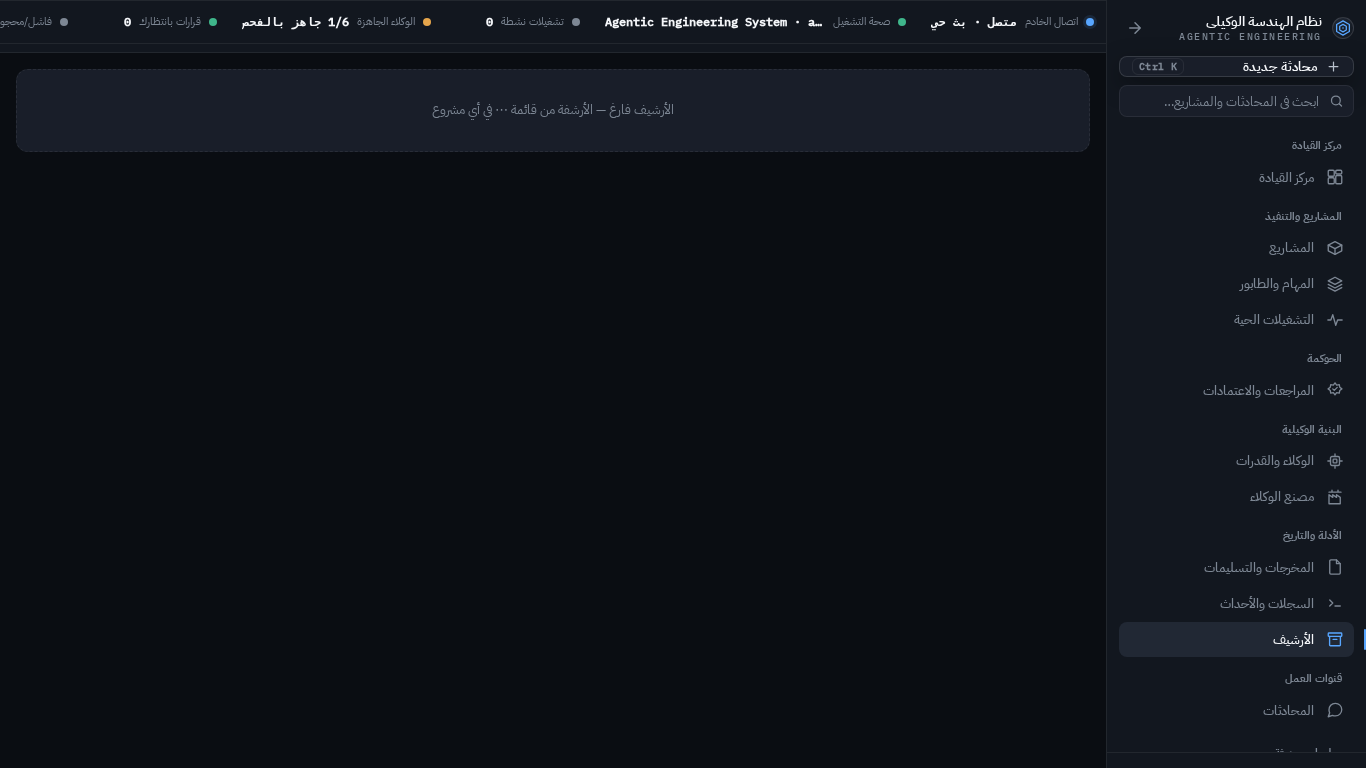 نظام الهندسة الوكيلي
AGENTIC ENGINEERING
محادثة جديدة
Ctrl K
ابحث في المحادثات والمشاريع...
مركز القيادة
مركز القيادة
المشاريع والتنفيذ
المشاريع
المهام والطابور
التشغيلات الحية
الحوكمة
المراجعات والاعتمادات
البنية الوكيلية
الوكلاء والقدرات
مصنع الوكلاء
الأدلة والتاريخ
المخرجات والتسليمات
السجلات والأحداث
الأرشيف
قنوات العمل
المحادثات
اتصال الخادم متصل · بث حي
صحة التشغيل Agentic Engineering System · a…
تشغيلات نشطة 0
الوكلاء الجاهزة 1/6 جاهز بالفحص
قرارات بانتظارك 0
الأرشيف فارغ — الأرشفة من قائمة ⋯ في أي مشروع